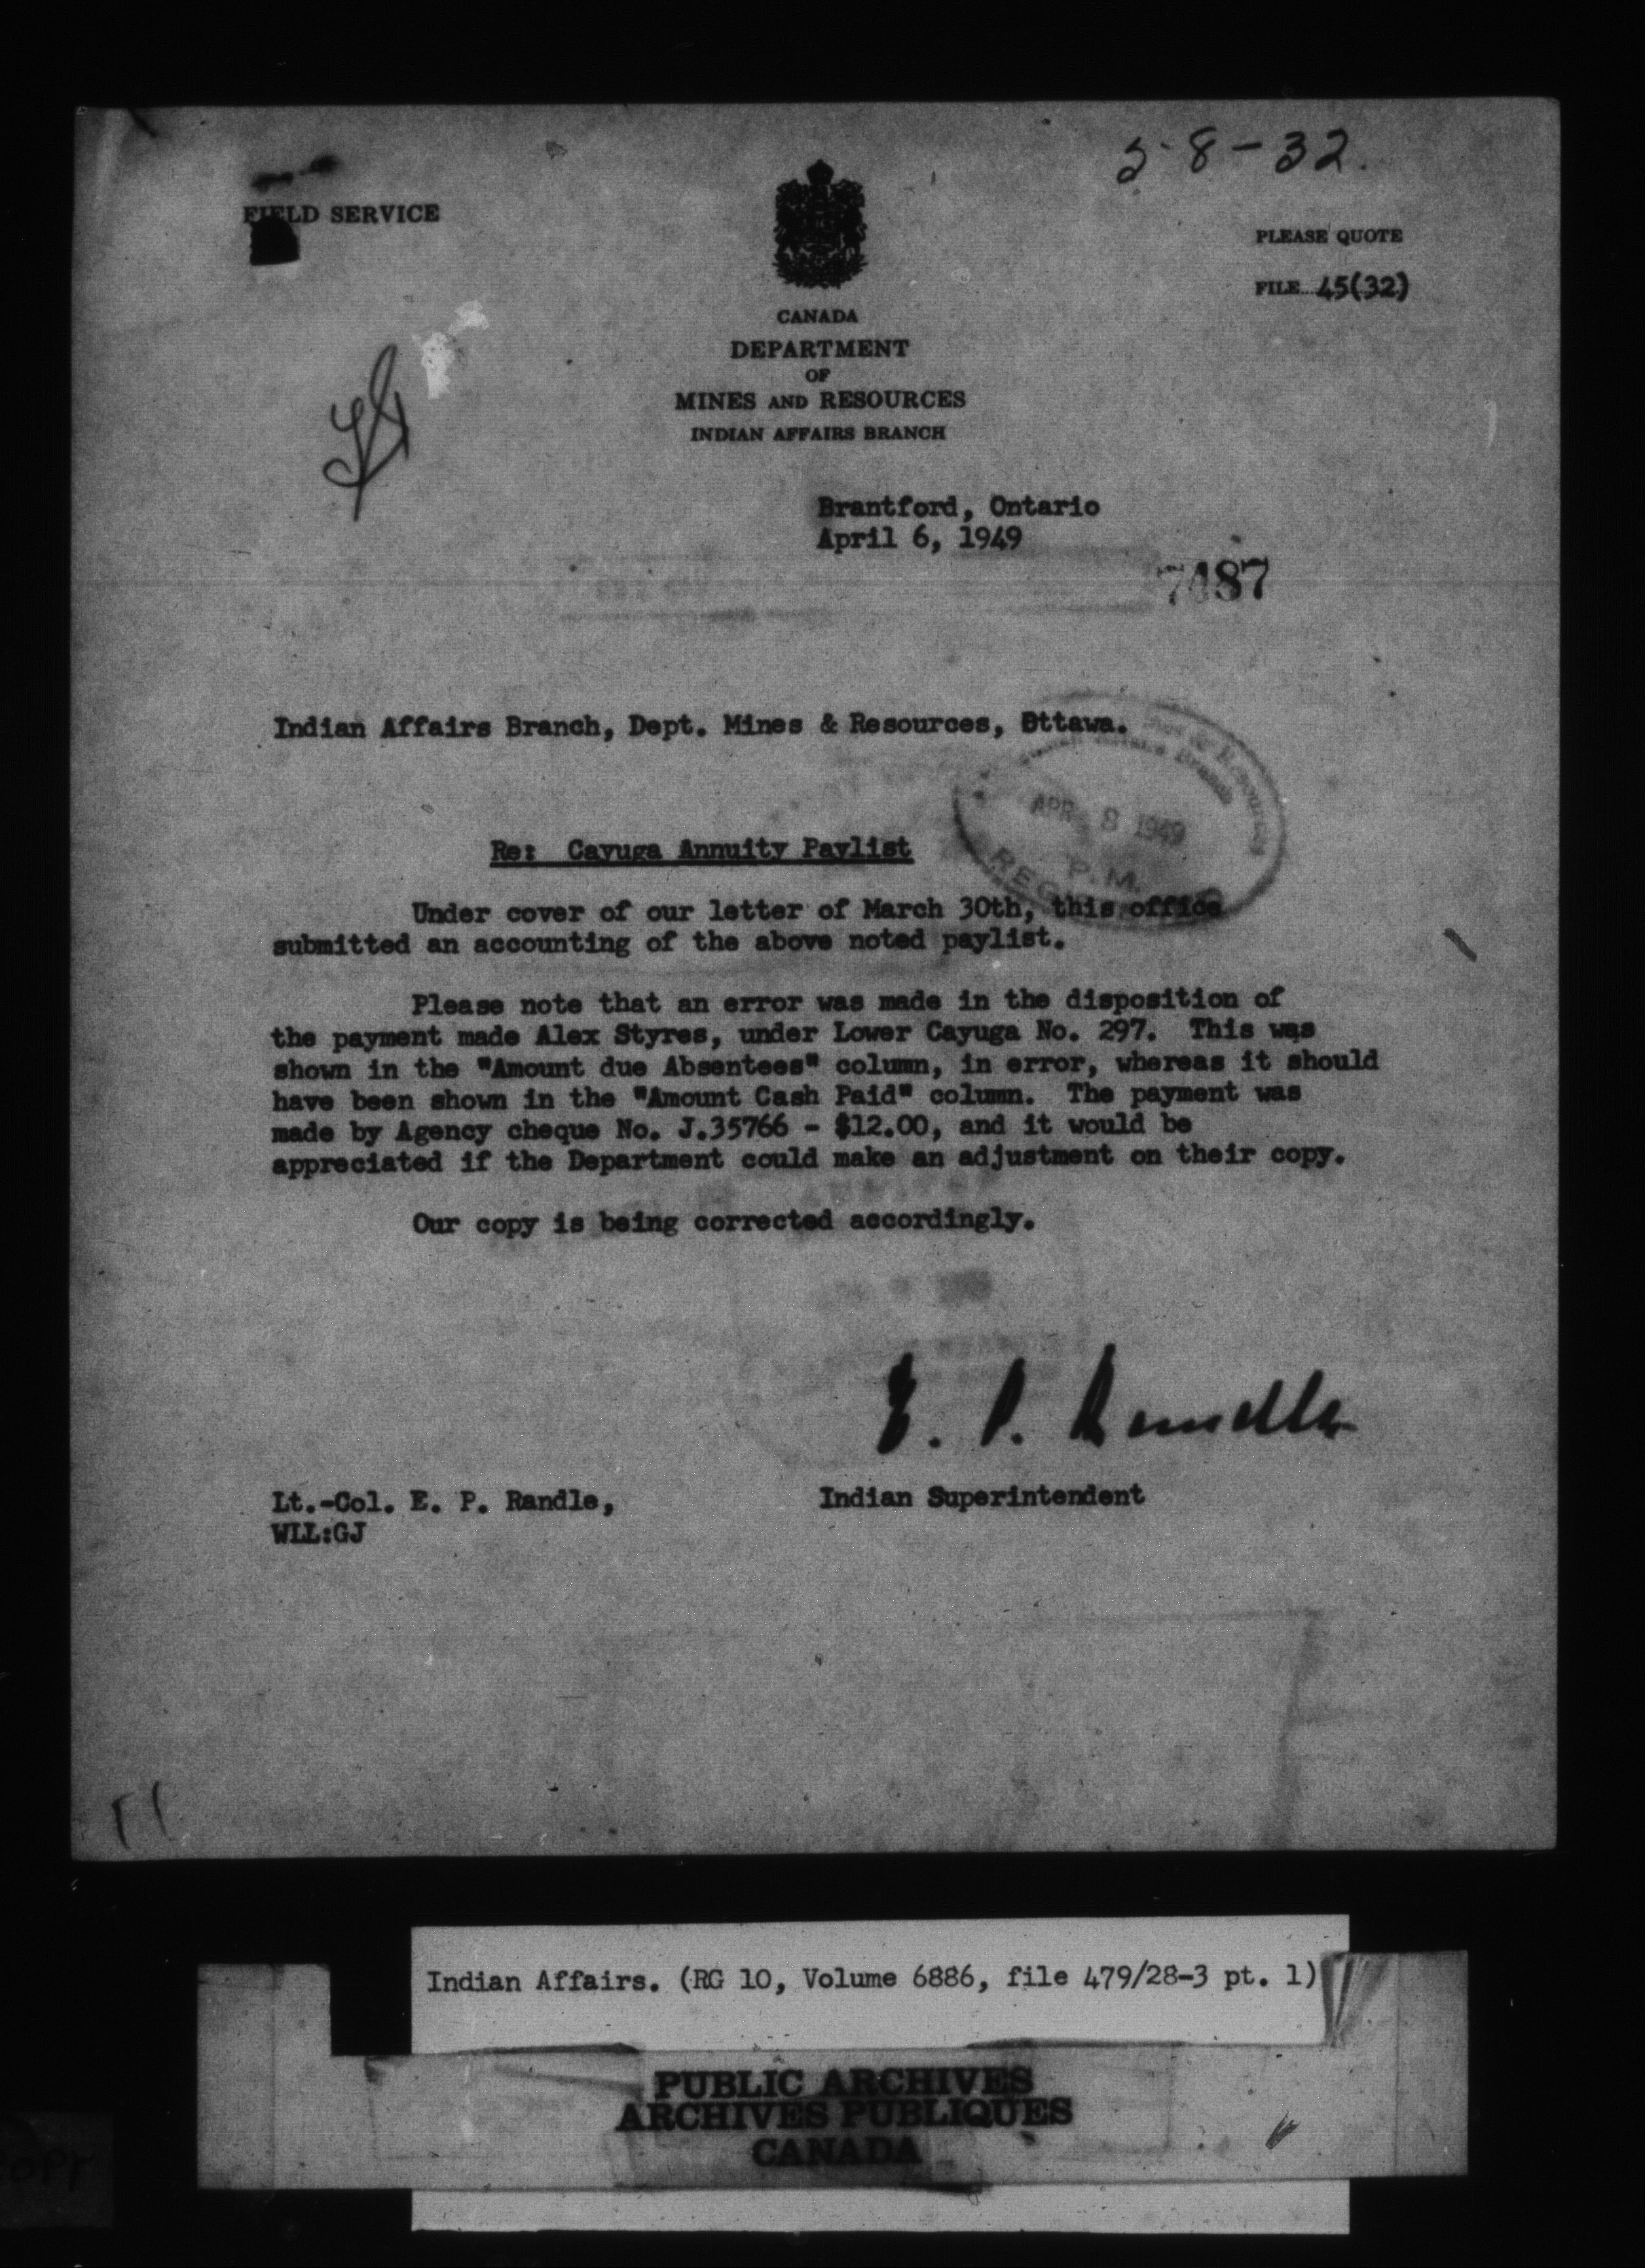 5-8-32.
FIELD SERVICE
PLEASE QUOTE
FILE 45(32)
CANADA
DEPARTMENT
OF
MINES AND RESOURCES
INDIAN AFFAIRS BRANCH
Brantford, Ontario
April 6, 1949
7487
Indian Affairs Branch, Dept. Mines & Resources, Ottawa.
APR 8 1949
P.M.
Re: Cayuga Annuity Paylist
Under cover of our letter of March 30th, this office
submitted an accounting of the above noted paylist.
Please note that an error was made in the disposition of
the payment made Alex Styres, under Lower Cayuga No. 297. This was
shown in the "Amount due Absentees" column, in error, whereas it should
have been shown in the "Amount Cash Paid" column. The payment was
made by Agency cheque No. J.35766 - $12.00, and it would be
appreciated if the Department could make an adjustment on their copy.
Our copy is being corrected accordingly.
E. P. Randle
Lt.-Col. E. P. Randle,
Indian Superintendent
WLL:GJ
Indian Affairs. (RG 10, Volume 6886, file 479/28-3 pt. 1)
PUBLIC ARCHIVES
ARCHIVES PUBLIQUES
CANADA